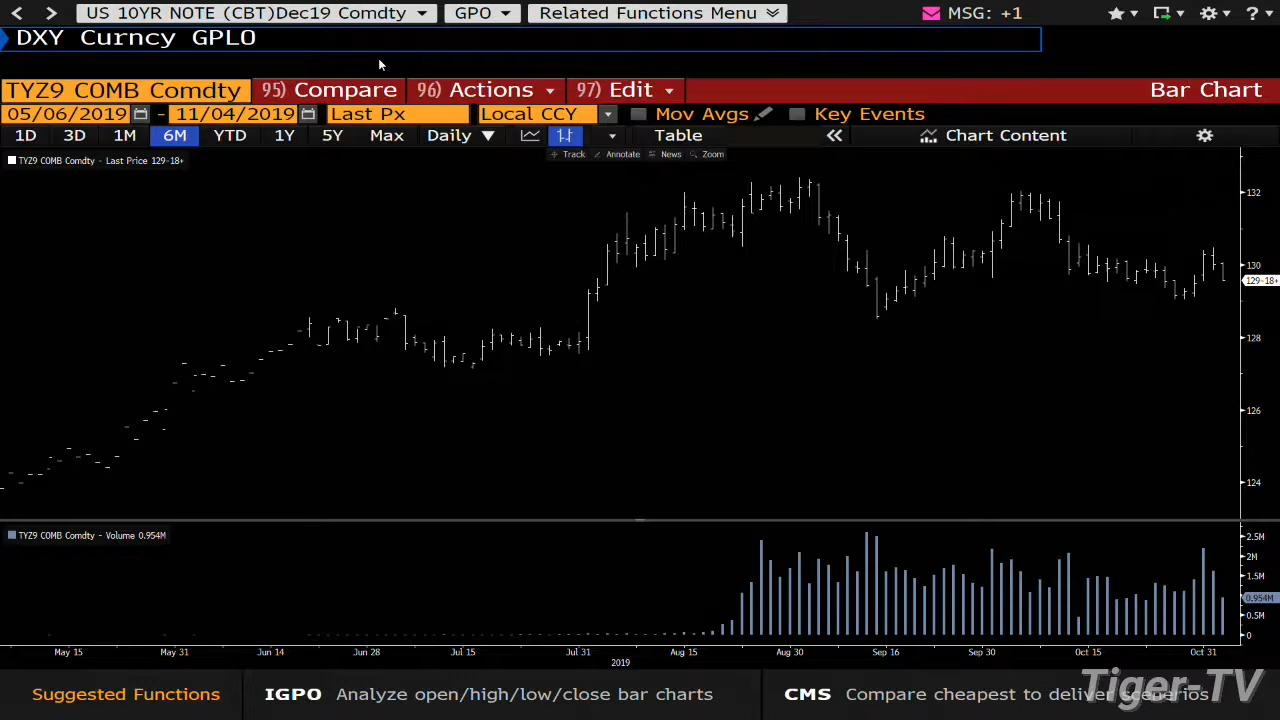 US 10YR NOTE (CBT)Dec19 Comdty GPO Related Functions Menu MSG: +1 ?
DXY Curncy GPLO
TYZ9 COMB Comdty 95) Compare 96) Actions 97) Edit Bar Chart
05/06/2019 - 11/04/2019 Last Px Local CCY Mov Avgs Key Events
1D 3D 1M 6M YTD 1Y 5Y Max Daily Table Chart Content
Track Annotate News Zoom
TYZ9 COMB Comdty - Last Price 129-18+
132
130
129-18+
128
126
124
TYZ9 COMB Comdty - Volume 0.954M
2.5M
2M
1.5M
0.954M
0.5M
0
May 15 May 31 Jun 14 Jun 28 Jul 15 Jul 31 Aug 15 Aug 30 Sep 16 Sep 30 Oct 15 Oct 31
2019
Suggested Functions IGPO Analyze open/high/low/close bar charts CMS Compare cheapest to deliver scenerios
Tiger-TV